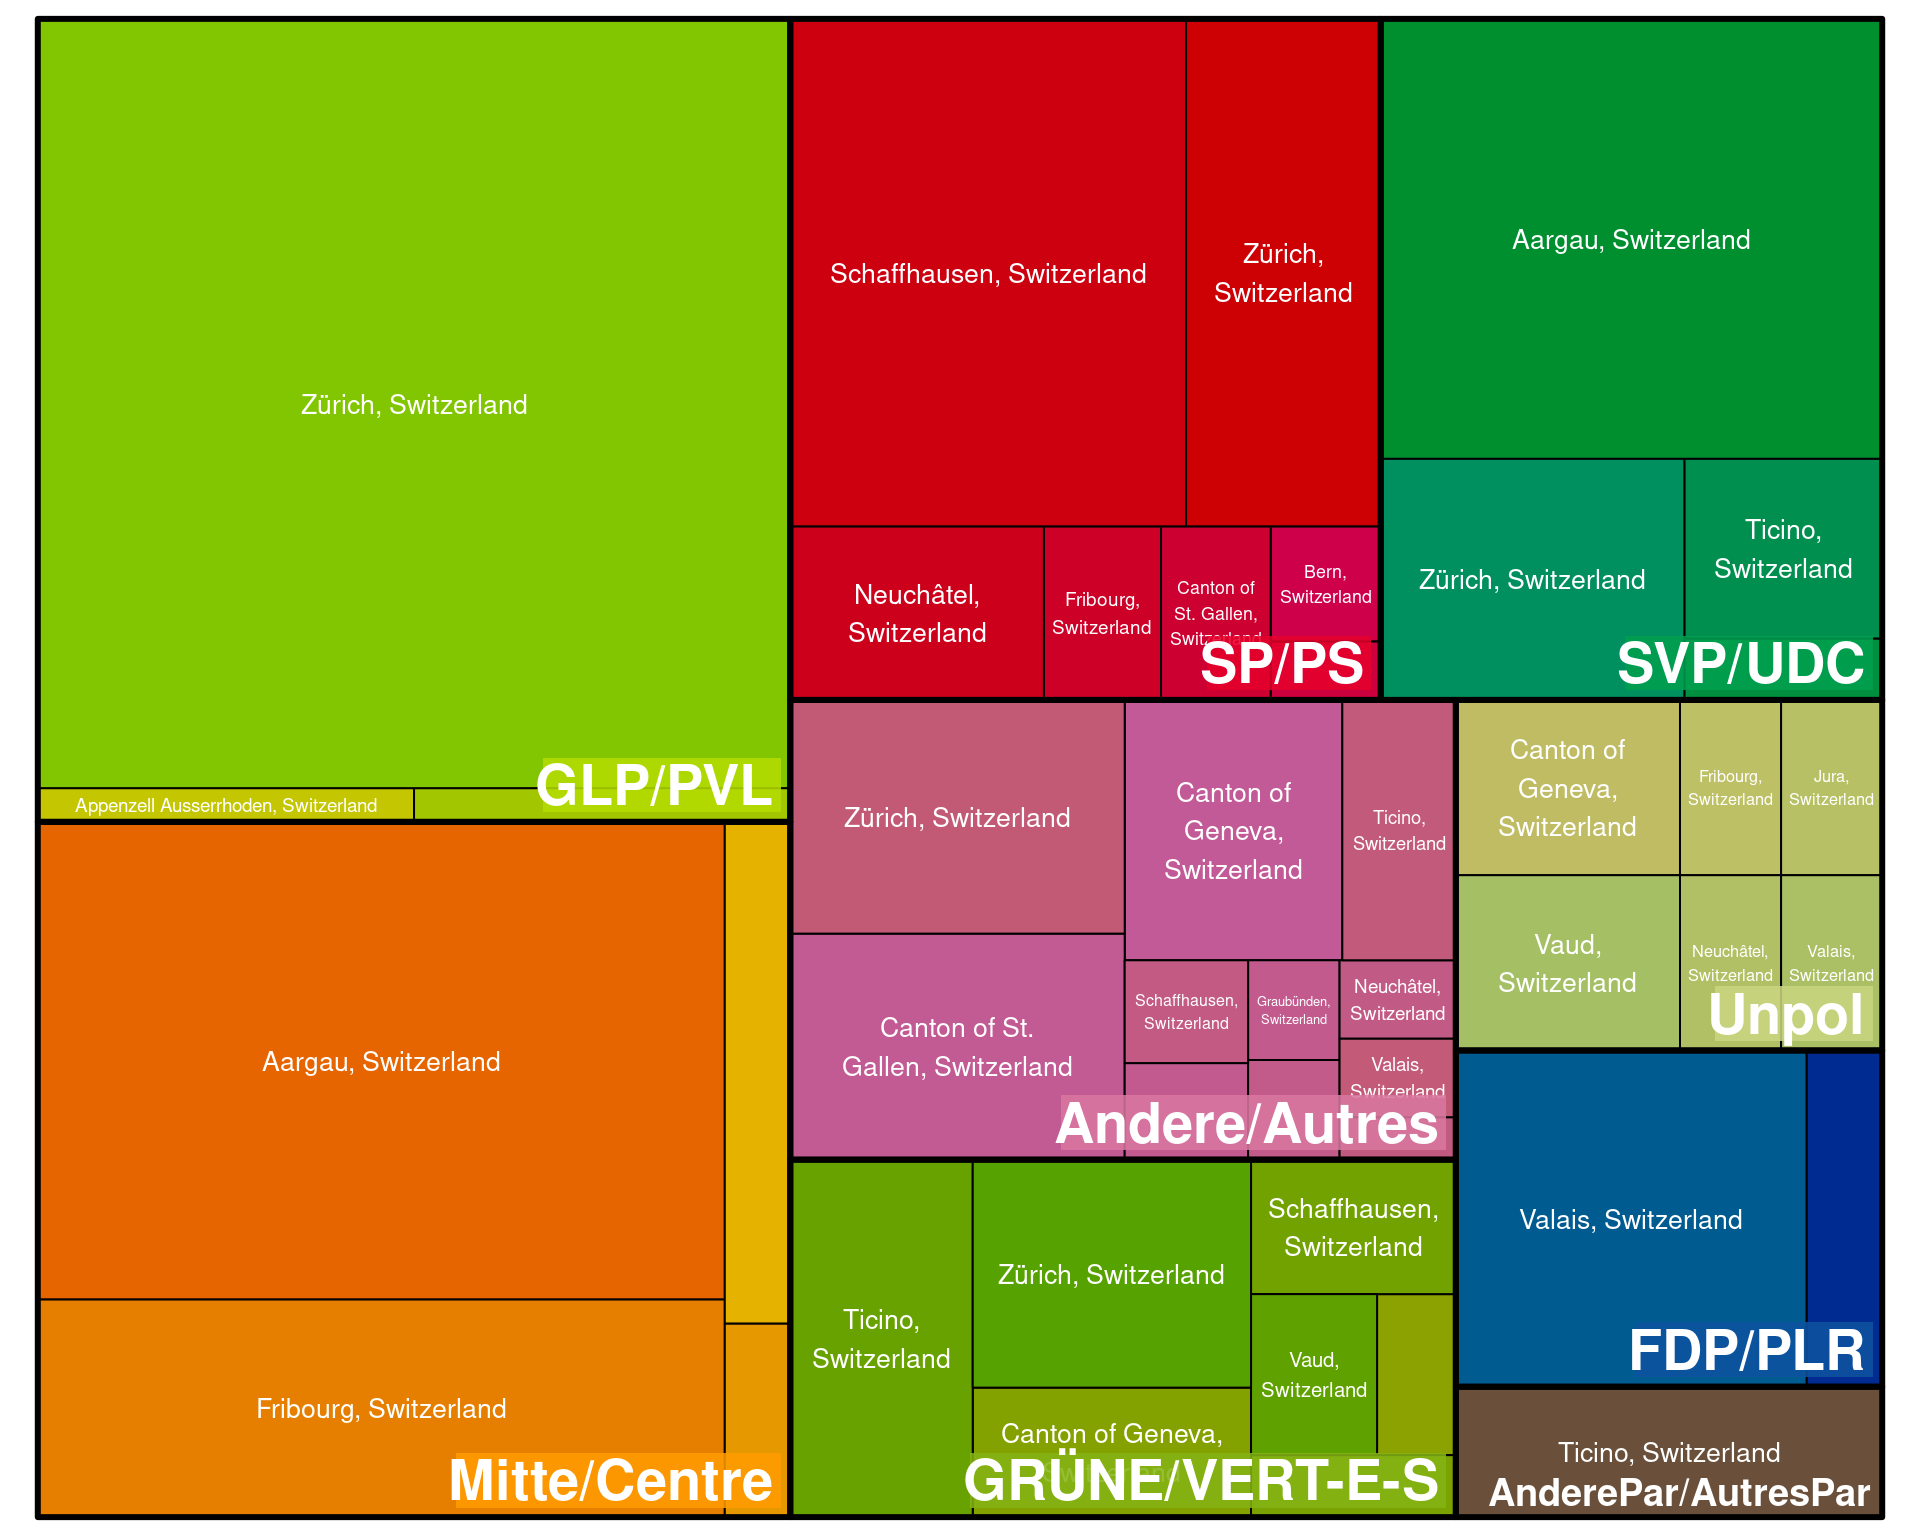 Zürich, Switzerland
Appenzell Ausserrhoden, Switzerland
GLP/PVL
Aargau, Switzerland
Fribourg, Switzerland
Mitte/Centre
Schaffhausen, Switzerland
Zürich,
Switzerland
Neuchâtel,
Switzerland
Fribourg,
Switzerland
Canton of
St. Gallen,
Switzerland
Bern,
Switzerland
SP/PS
Aargau, Switzerland
Zürich, Switzerland
Ticino,
Switzerland
SVP/UDC
Zürich, Switzerland
Canton of
Geneva,
Switzerland
Ticino,
Switzerland
Canton of St.
Gallen, Switzerland
Schaffhausen,
Switzerland
Graubünden,
Switzerland
Neuchâtel,
Switzerland
Valais,
Switzerland
Andere/Autres
Canton of
Geneva,
Switzerland
Fribourg,
Switzerland
Jura,
Switzerland
Vaud,
Switzerland
Neuchâtel,
Switzerland
Valais,
Switzerland
Unpol
Ticino,
Switzerland
Zürich, Switzerland
Schaffhausen,
Switzerland
Vaud,
Switzerland
Canton of Geneva,
GRÜNE/VERT-E-S
Valais, Switzerland
FDP/PLR
Ticino, Switzerland
AnderePar/AutresPar